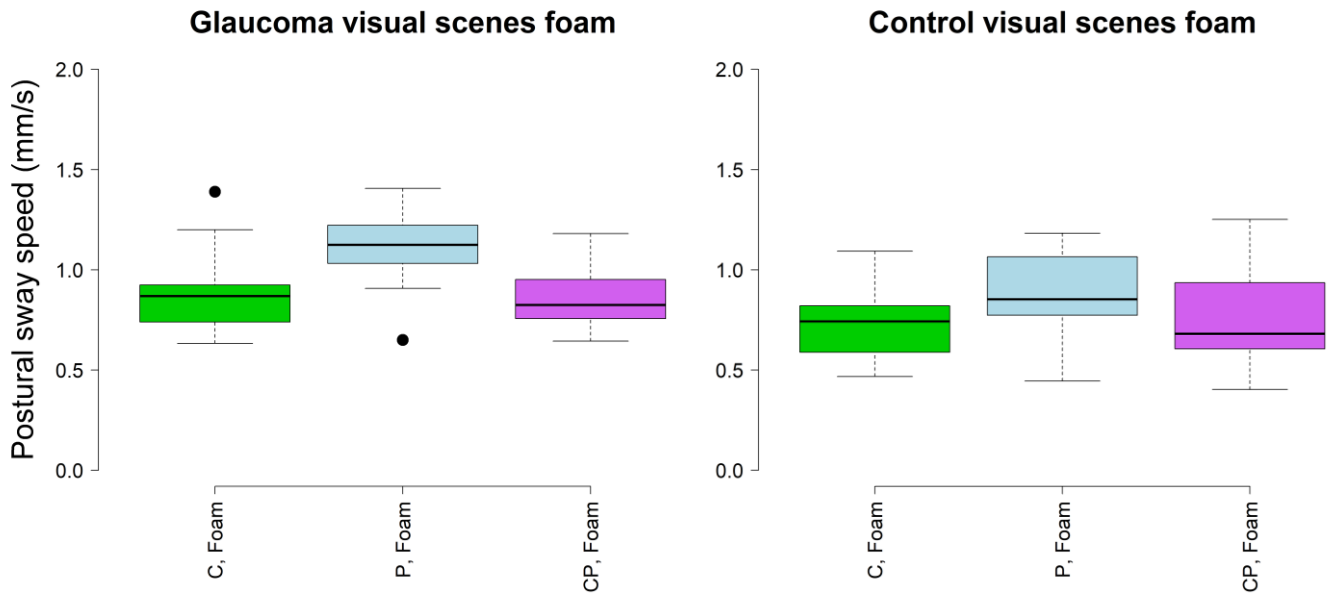 Glaucoma visual scenes foam
Control visual scenes foam
Postural sway speed (mm/s)
2.0
1.5
1.0
0.5
0.0
C, Foam
P, Foam
CP, Foam
2.0
1.5
1.0
0.5
0.0
C, Foam
P, Foam
CP, Foam